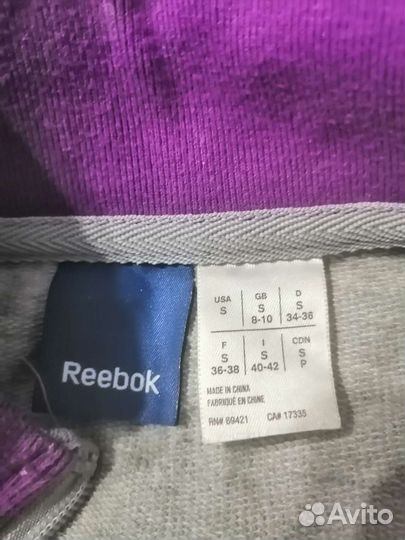 Reebok
USA GB D
S S S
8-10 34-36
F I CDN
S S S
36-38 40-42 P
MADE IN CHINA
FABRIQUÉ EN CHINE
RN# 69421 CA# 17335
Avito